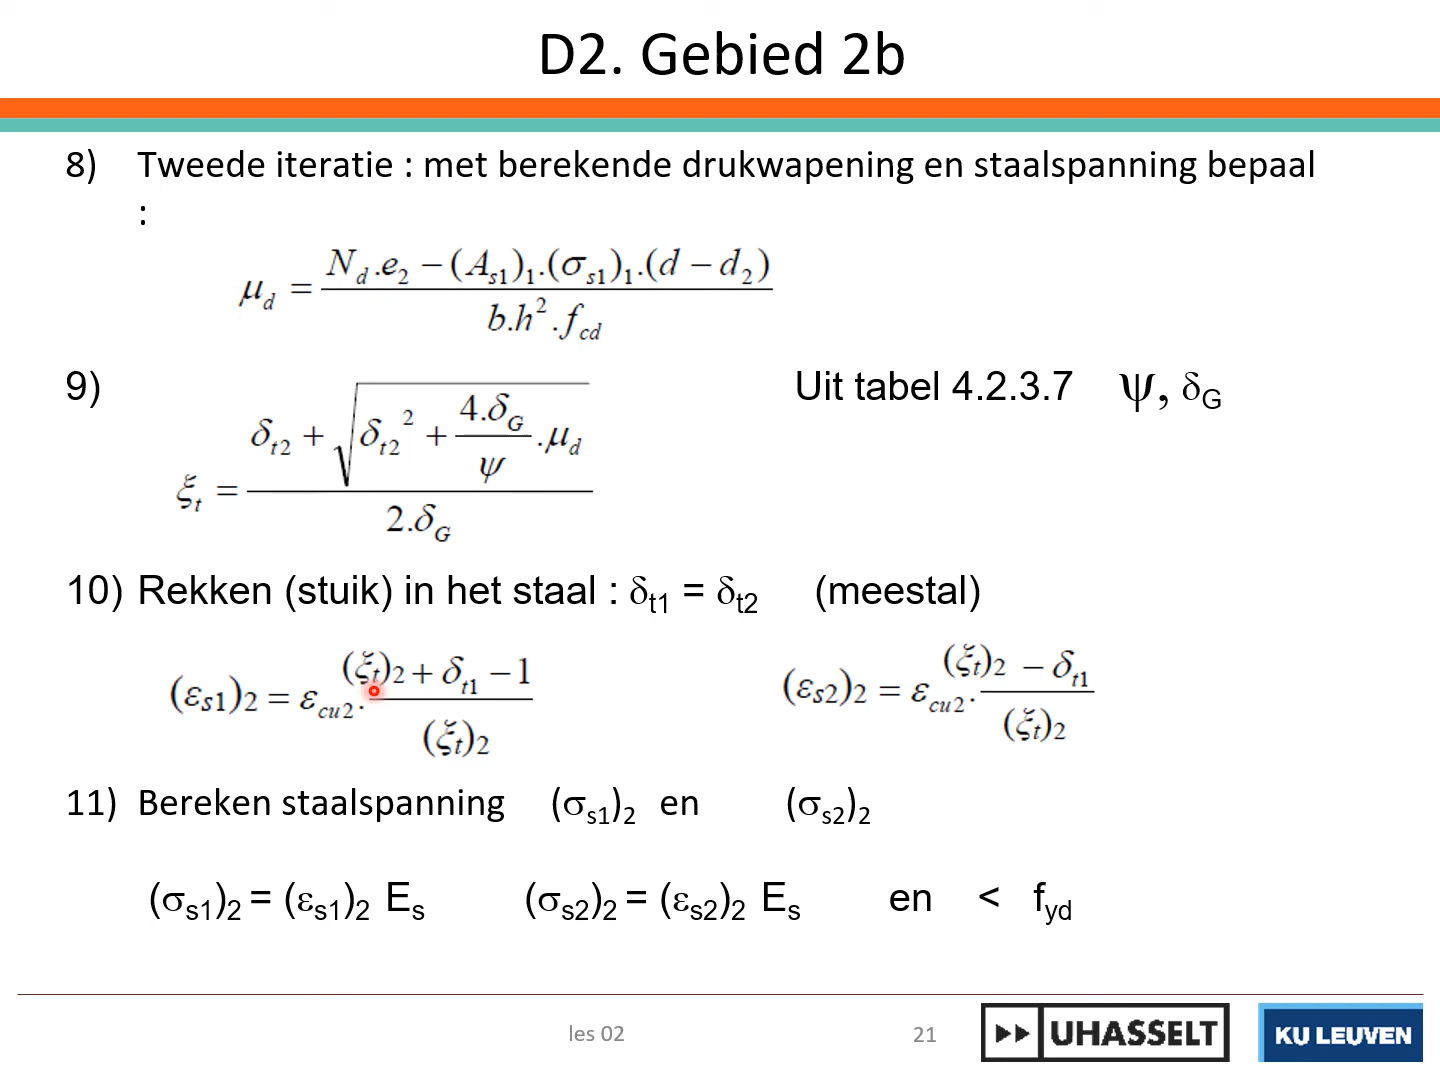 D2. Gebied 2b
8) Tweede iteratie : met berekende drukwapening en staalspanning bepaal
:
μd = (Nd.e2 − (As1)1.(σs1)1.(d − d2)) / (b.h².fcd)
9) Uit tabel 4.2.3.7 ψ, δG
ξt = (δt2 + √(δt2² + (4.δG / ψ).μd)) / (2.δG)
10) Rekken (stuik) in het staal : δt1 = δt2 (meestal)
(εs1)2 = εcu2. ((ξt)2 + δt1 − 1) / (ξt)2
(εs2)2 = εcu2. ((ξt)2 − δt1) / (ξt)2
11) Bereken staalspanning (σs1)2 en (σs2)2
(σs1)2 = (εs1)2 Es (σs2)2 = (εs2)2 Es en < fyd
les 02
21
UHASSELT
KU LEUVEN